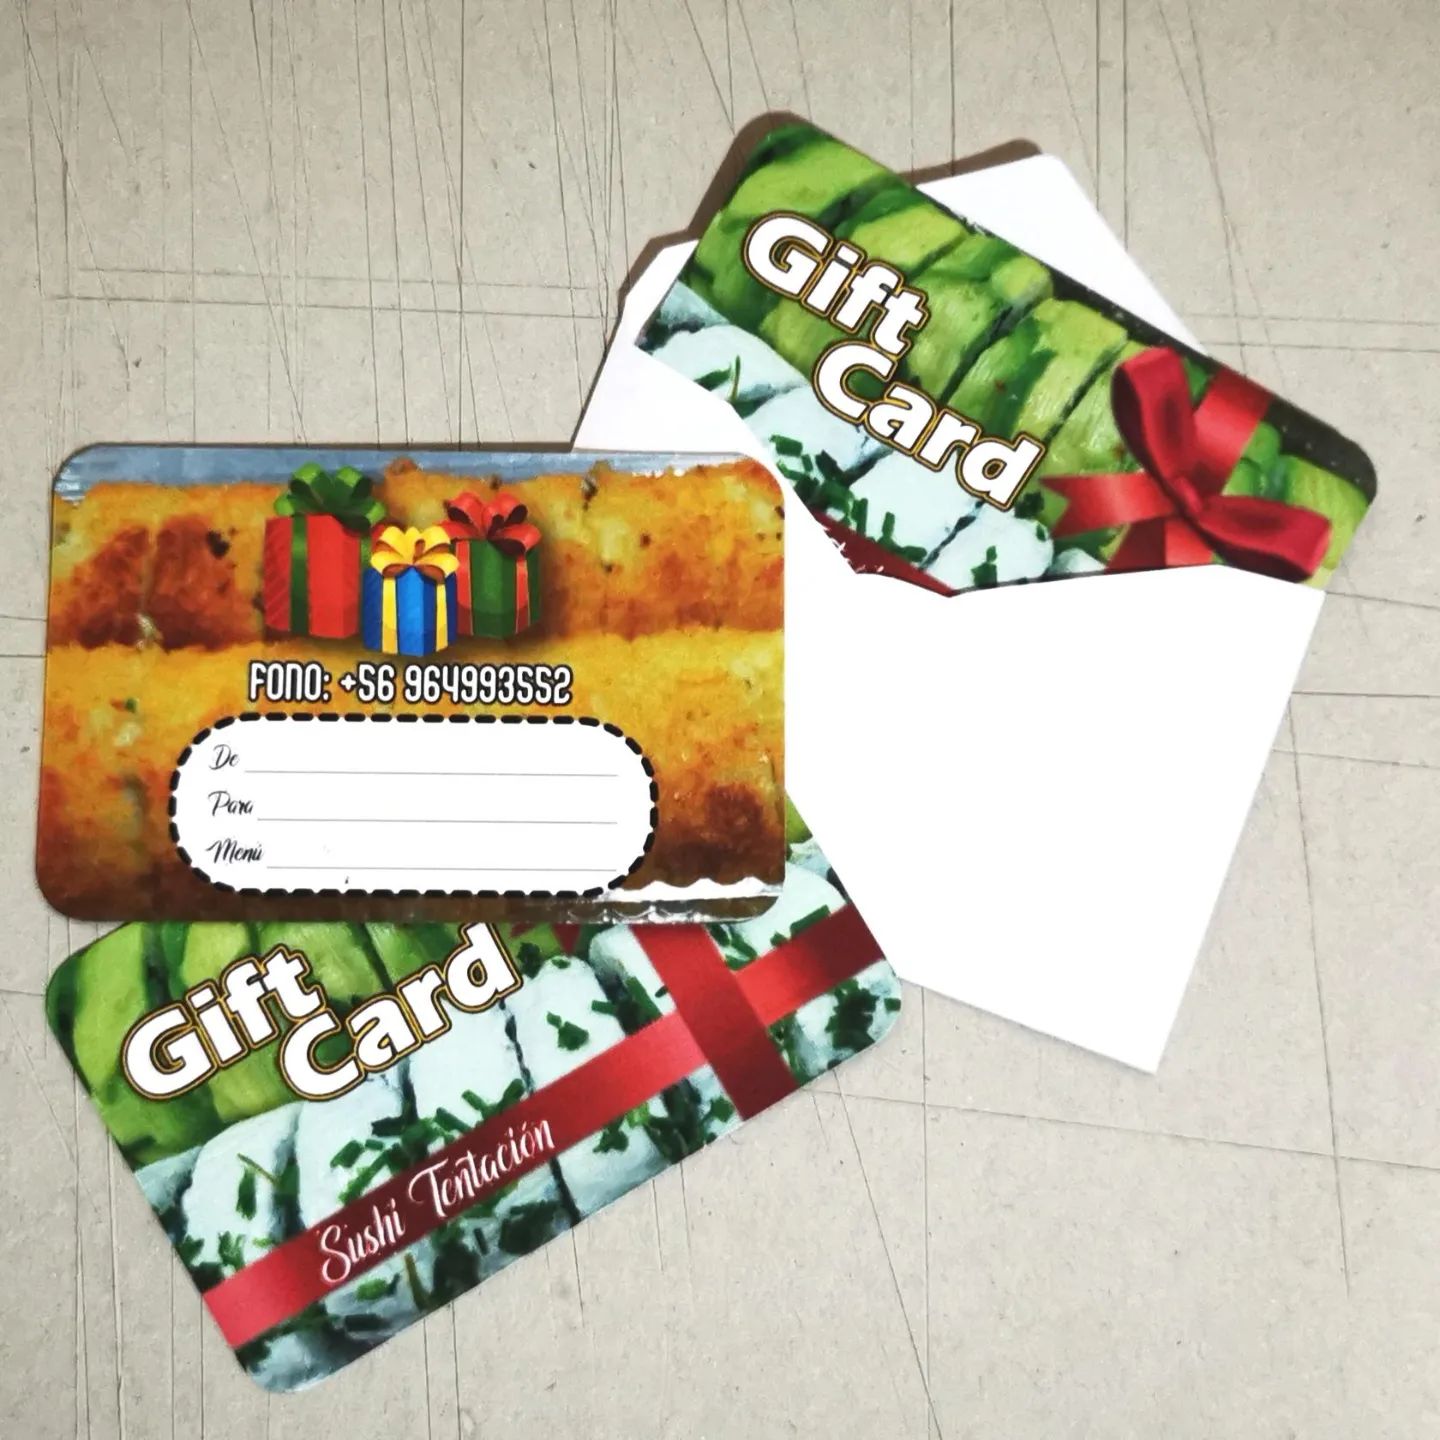 Gift
Card
FONO: +56 964993552
De
Para
Menú
Gift
Card
Sushi Tentación